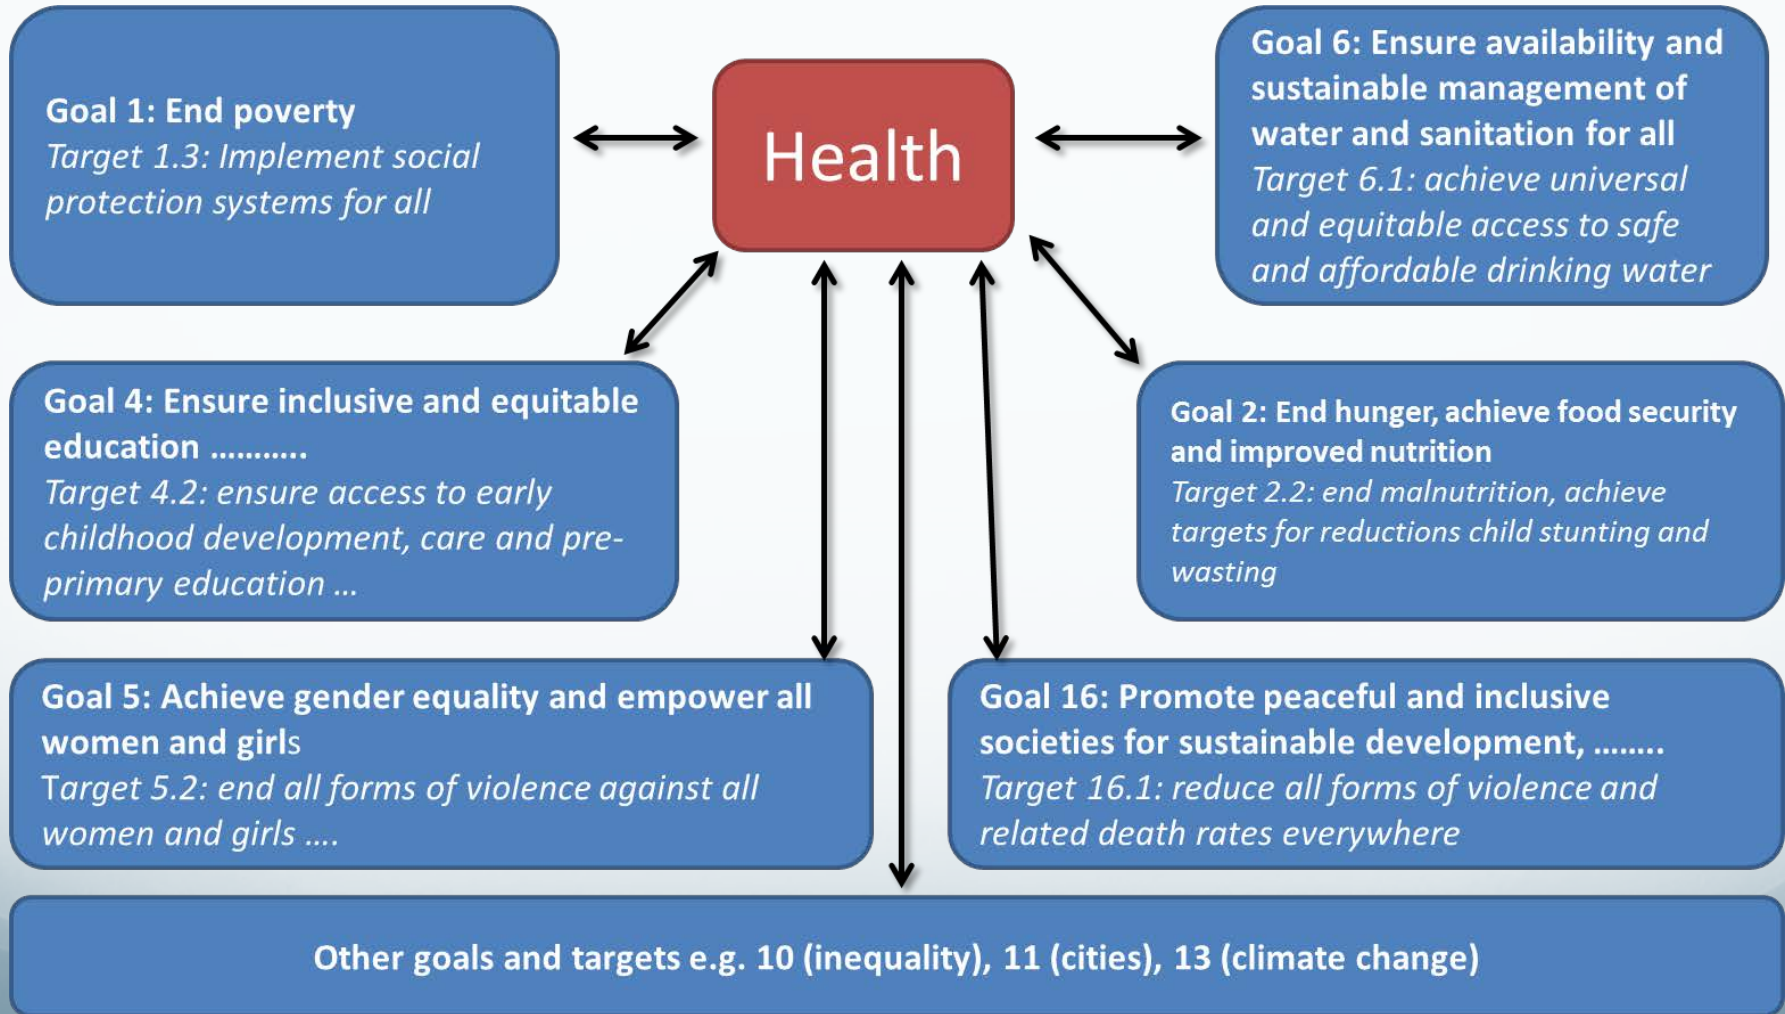 Goal 1: End poverty
Target 1.3: Implement social
protection systems for all
Health
Goal 6: Ensure availability and
sustainable management of
water and sanitation for all
Target 6.1: achieve universal
and equitable access to safe
and affordable drinking water
Goal 4: Ensure inclusive and equitable
education ………..
Target 4.2: ensure access to early
childhood development, care and pre-
primary education …
Goal 2: End hunger, achieve food security
and improved nutrition
Target 2.2: end malnutrition, achieve
targets for reductions child stunting and
wasting
Goal 5: Achieve gender equality and empower all
women and girls
Target 5.2: end all forms of violence against all
women and girls ….
Goal 16: Promote peaceful and inclusive
societies for sustainable development, ……..
Target 16.1: reduce all forms of violence and
related death rates everywhere
Other goals and targets e.g. 10 (inequality), 11 (cities), 13 (climate change)